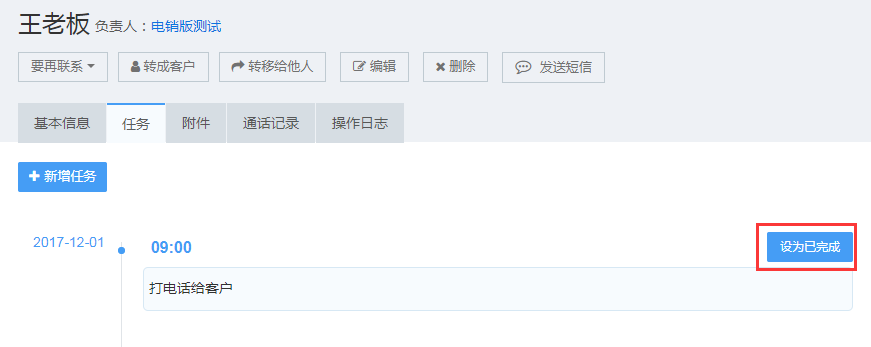 王老板 负责人：电销版测试
要再联系 转成客户 转移给他人 编辑 删除 发送短信
基本信息 任务 附件 通话记录 操作日志
新增任务
2017-12-01 09:00 设为已完成
打电话给客户